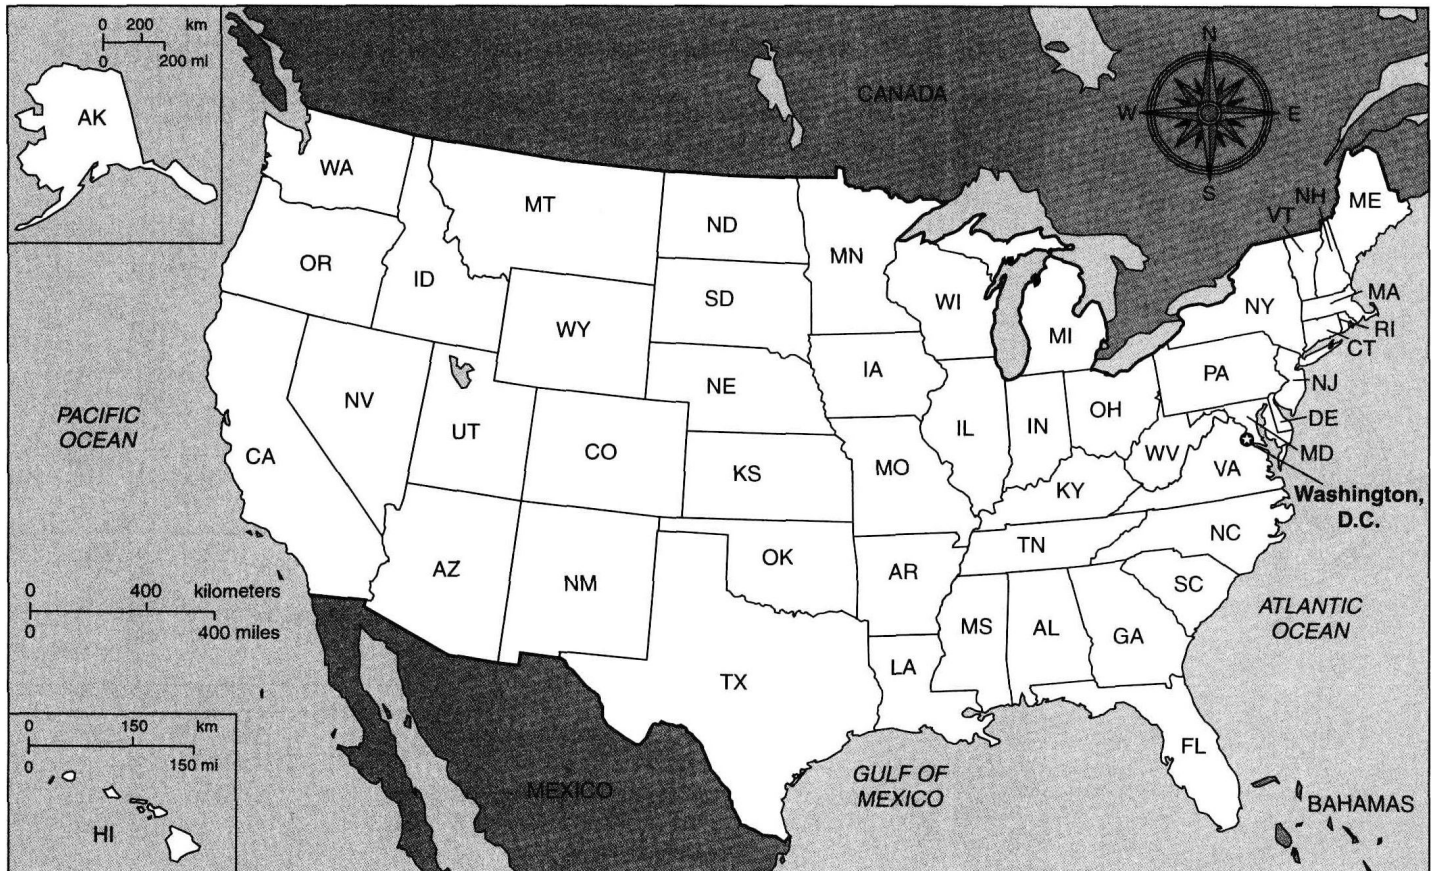 0 200 km
0 200 mi
AK
CANADA
N
W
E
S
WA
MT
ND
MN
VT
NH
ME
OR
ID
SD
WI
MI
NY
MA
RI
CT
WY
IA
NE
PA
NJ
PACIFIC
OCEAN
NV
UT
CO
IL
IN
OH
DE
MD
CA
KS
MO
WV
VA
KY
Washington,
D.C.
AZ
NM
OK
AR
TN
NC
SC
0 400 kilometers
0 400 miles
MS
AL
GA
ATLANTIC
OCEAN
TX
LA
FL
0 150 km
0 150 mi
HI
MEXICO
GULF OF
MEXICO
BAHAMAS